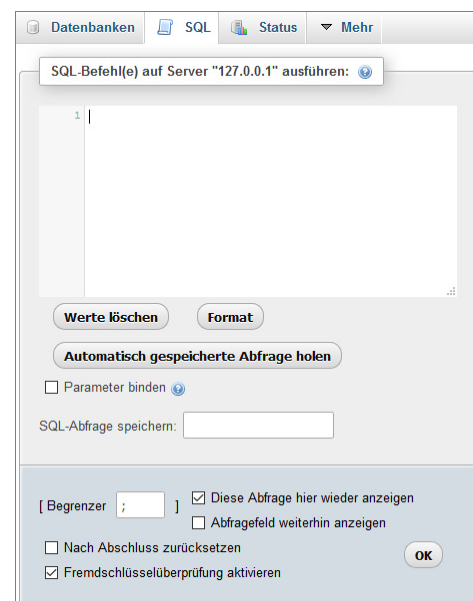 Datenbanken SQL Status Mehr
SQL-Befehl(e) auf Server "127.0.0.1" ausführen:
1
Werte löschen Format
Automatisch gespeicherte Abfrage holen
Parameter binden
SQL-Abfrage speichern:
[ Begrenzer ; ] Diese Abfrage hier wieder anzeigen
Abfragefeld weiterhin anzeigen
Nach Abschluss zurücksetzen
OK
Fremdschlüsselüberprüfung aktivieren